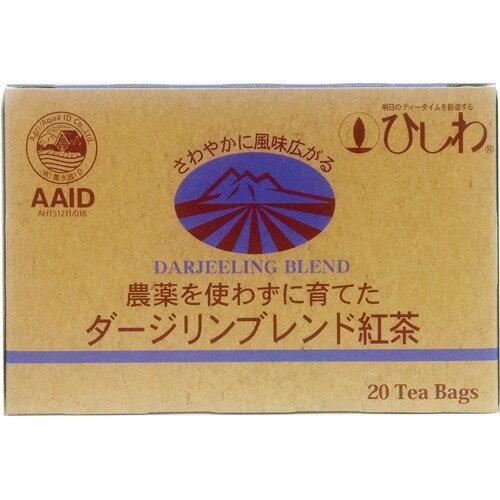 Agri/Aqua ID Co., Ltd.
AAID
AH151211/018
明日のティータイムを創造する
ひしわ®
さわやかに風味広がる
DARJEELING BLEND
農薬を使わずに育てた
ダージリンブレンド紅茶
20 Tea Bags